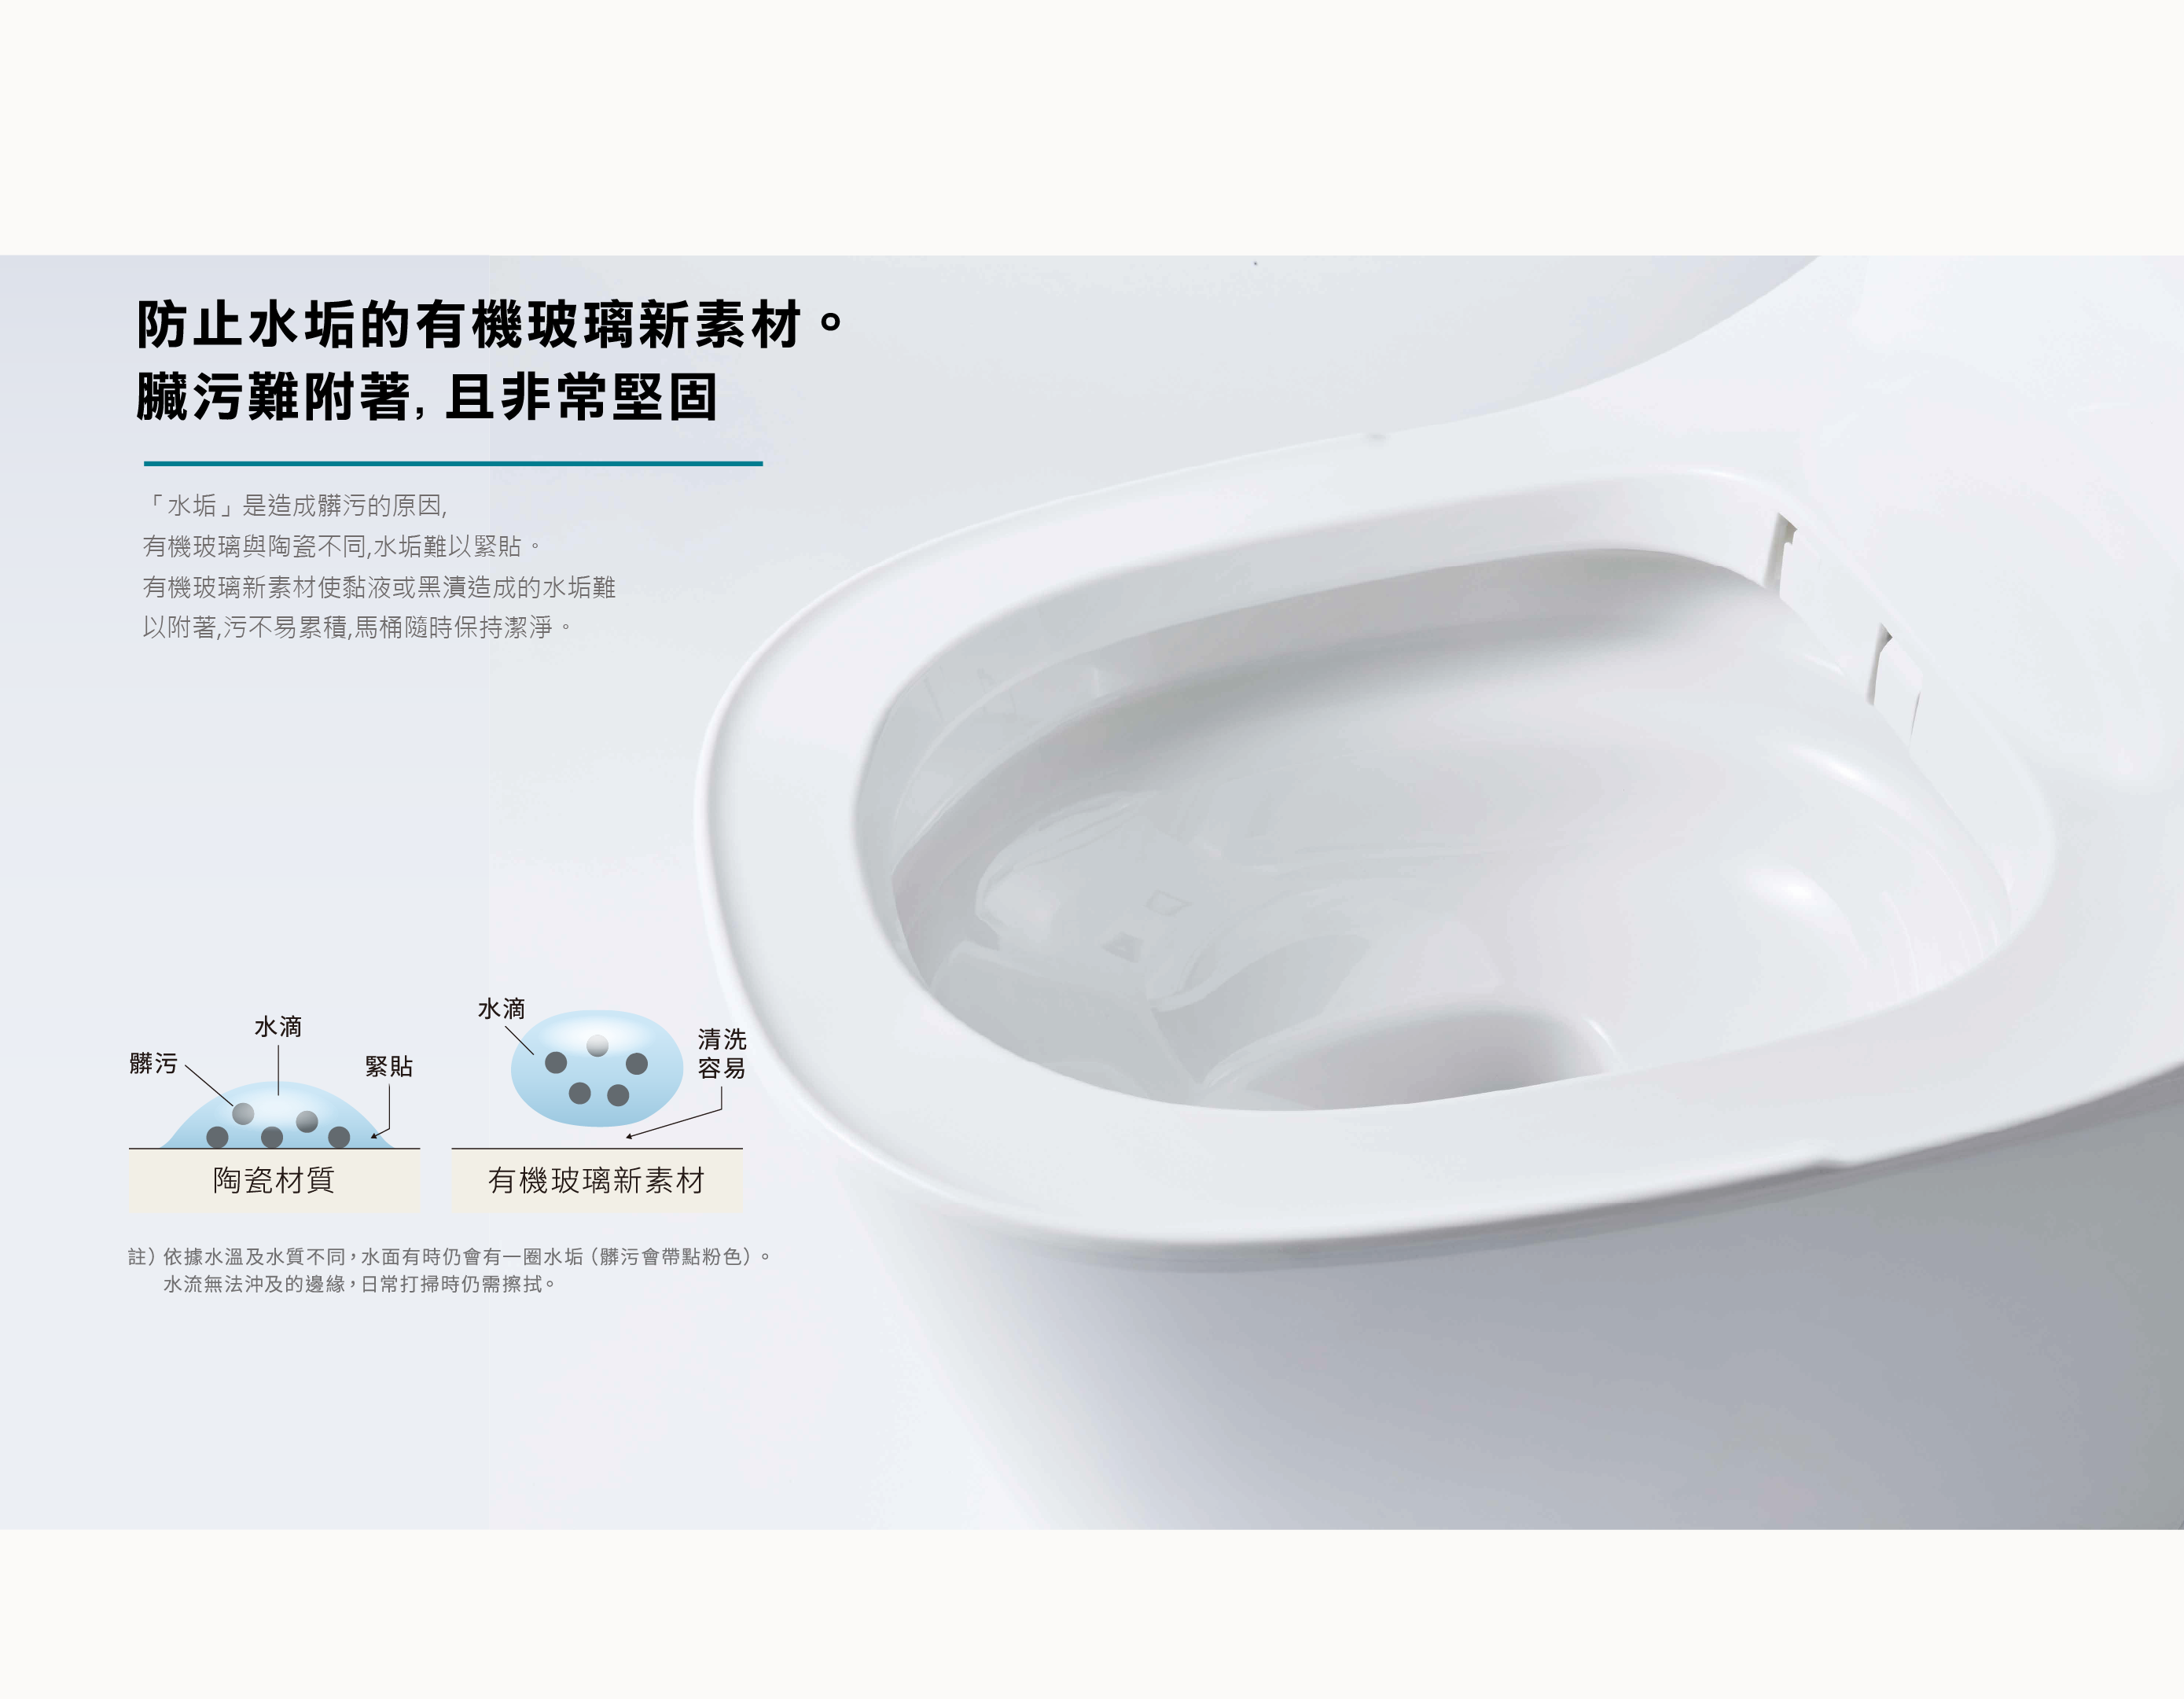 防止水垢的有機玻璃新素材。
臟污難附著, 且非常堅固
「水垢」是造成髒污的原因,
有機玻璃與陶瓷不同,水垢難以緊貼。
有機玻璃新素材使黏液或黑漬造成的水垢難
以附著,污不易累積,馬桶隨時保持潔淨。
水滴
髒污
緊貼
陶瓷材質
水滴
清洗
容易
有機玻璃新素材
註）依據水溫及水質不同，水面有時仍會有一圈水垢（髒污會帶點粉色）。
水流無法沖及的邊緣，日常打掃時仍需擦拭。